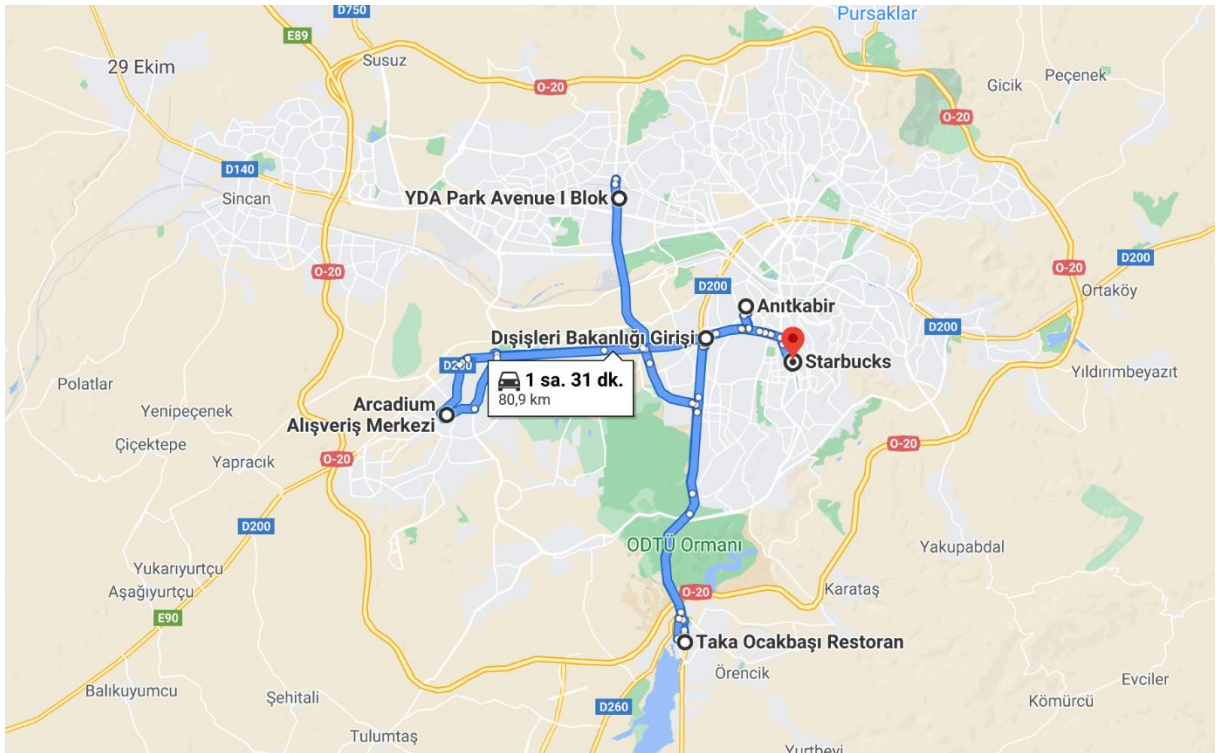 D750
Pursaklar
E89
29 Ekim
Susuz
O-20
Gicik
Peçenek
O-20
D140
Sincan
YDA Park Avenue I Blok
O-20
D200
O-20
Ortaköy
D200
Anıtkabir
D200
Dışişleri Bakanlığı Girişi
Starbucks
D200
1 sa. 31 dk.
80,9 km
Polatlar
Yıldırımbeyazıt
Yenipeçenek
Arcadium
Alışveriş Merkezi
Çiçektepe
Yapracık
O-20
O-20
D200
ODTÜ Ormanı
Yakupabdal
Yukarıyurtçu
Aşağıyurtçu
O-20
Karataş
E90
Taka Ocakbaşı Restoran
Örencik
Balıkuyumcu
Şehitali
Evciler
Kömürcü
D260
Tulumtaş
Yurtbeyi